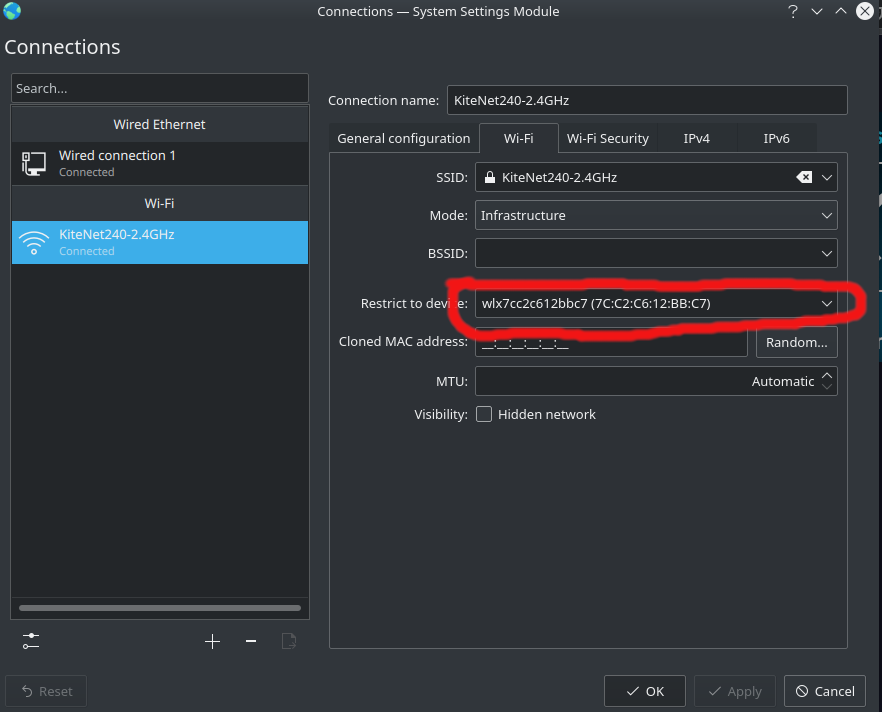 Connections — System Settings Module
Connections
Search...
Wired Ethernet
Wired connection 1
Connected
Wi-Fi
KiteNet240-2.4GHz
Connected
Connection name: KiteNet240-2.4GHz
General configuration Wi-Fi Wi-Fi Security IPv4 IPv6
SSID: KiteNet240-2.4GHz
Mode: Infrastructure
BSSID:
Restrict to device: wlx7cc2c612bbc7 (7C:C2:C6:12:BB:C7)
Cloned MAC address: __:__:__:__:__:__ Random...
MTU: Automatic
Visibility: Hidden network
Reset OK Apply Cancel